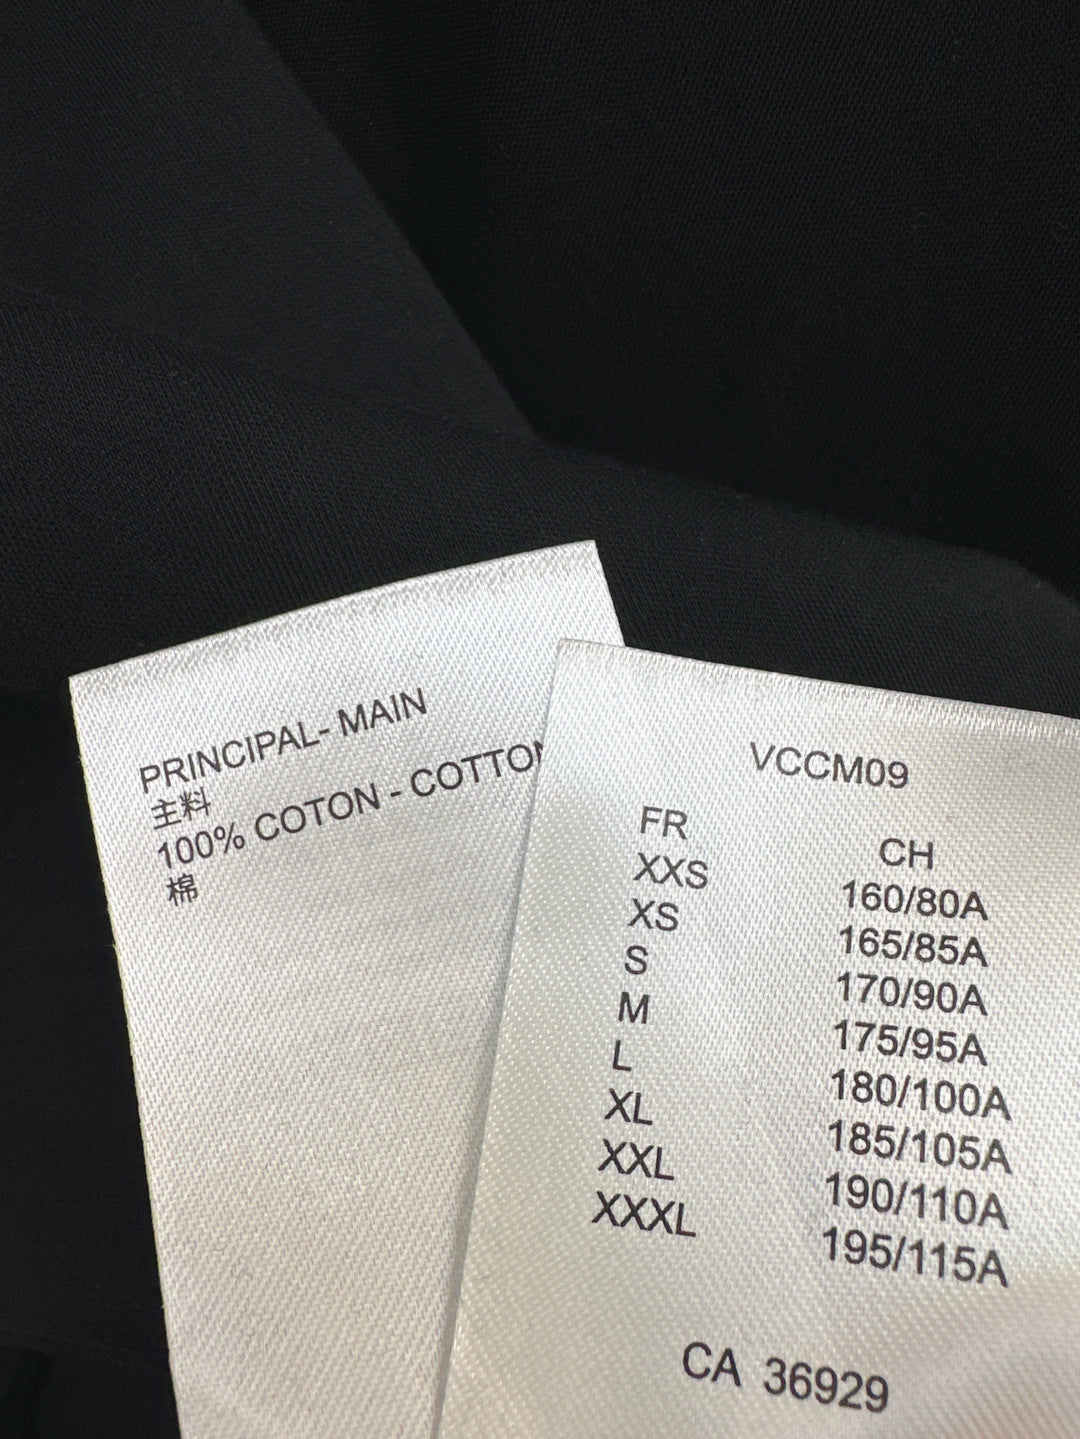 PRINCIPAL- MAIN
主料
100% COTON - COTTON
棉
VCCM09
FR CH
XXS 160/80A
XS 165/85A
S 170/90A
M 175/95A
L 180/100A
XL 185/105A
XXL 190/110A
XXXL 195/115A
CA 36929